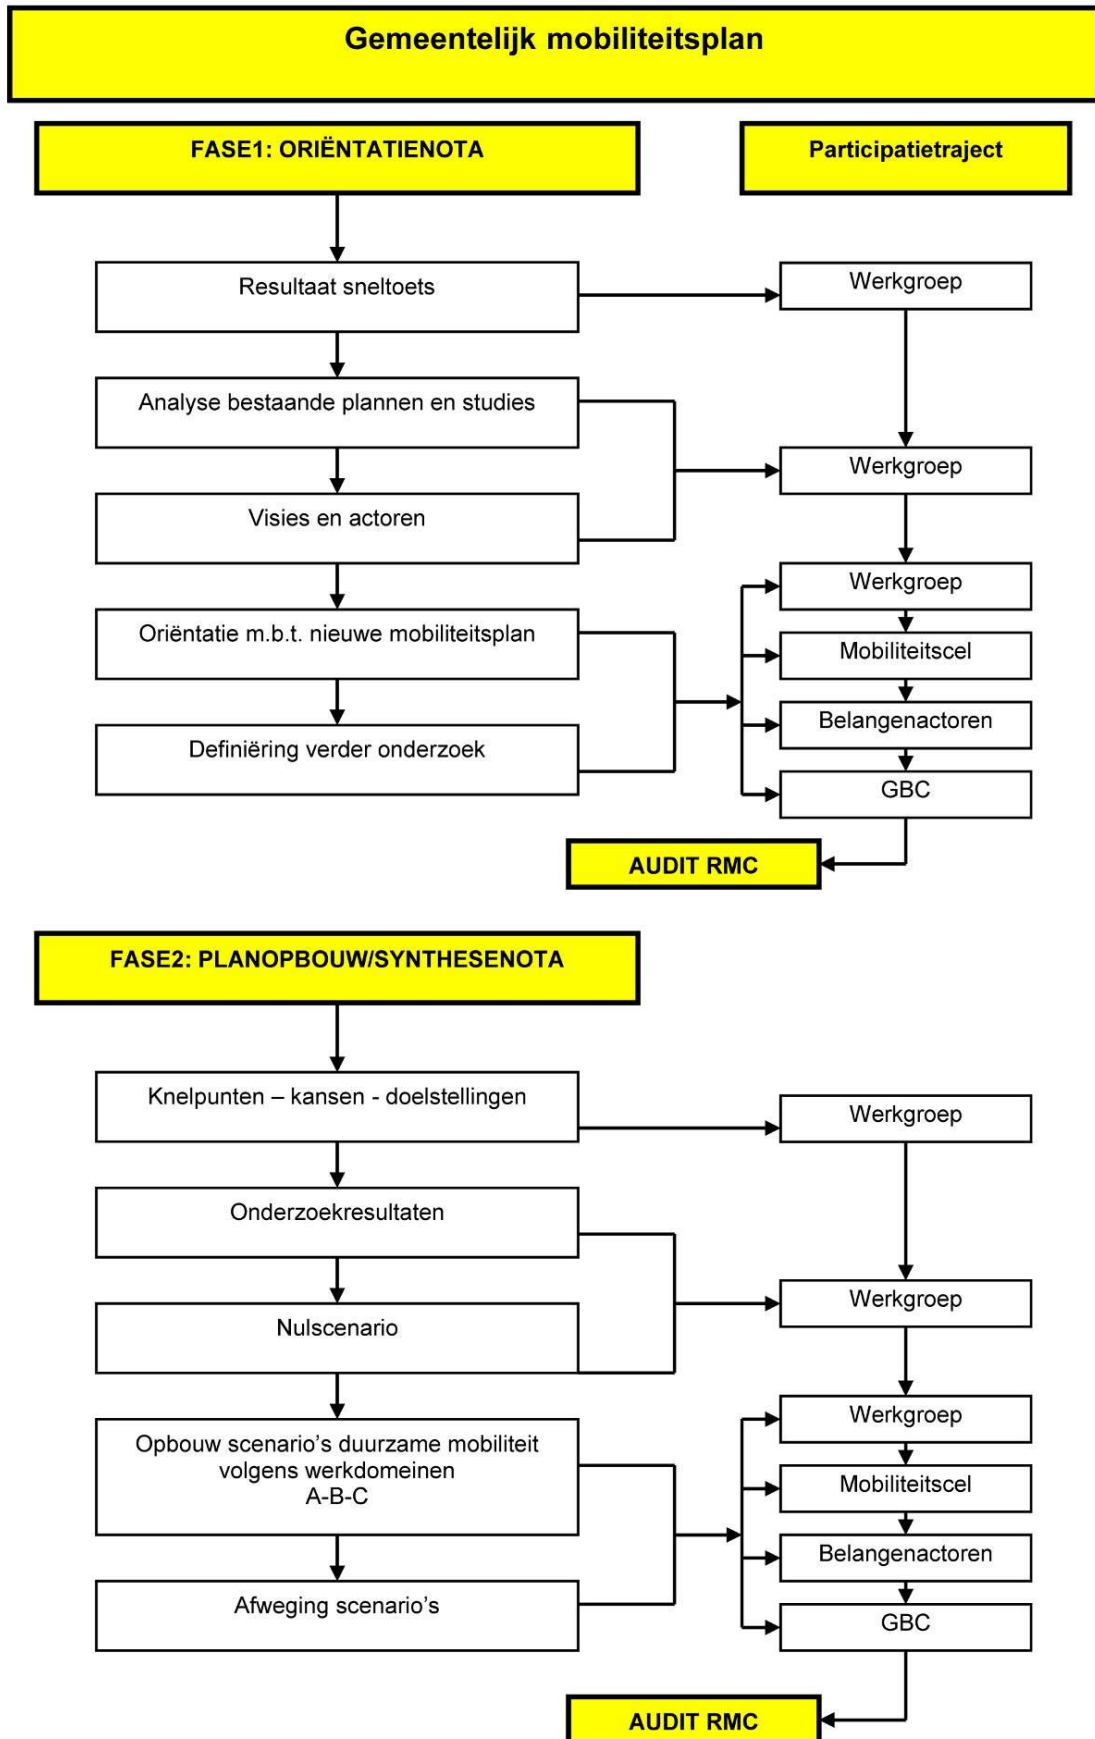 Gemeentelijk mobiliteitsplan
FASE1: ORIËNTATIENOTA
Participatietraject
Resultaat sneltoets
Werkgroep
Analyse bestaande plannen en studies
Werkgroep
Visies en actoren
Werkgroep
Oriëntatie m.b.t. nieuwe mobiliteitsplan
Mobiliteitscel
Belangenactoren
Definiëring verder onderzoek
GBC
AUDIT RMC
FASE2: PLANOPBOUW/SYNTHESENOTA
Knelpunten – kansen - doelstellingen
Werkgroep
Onderzoekresultaten
Werkgroep
Nulscenario
Werkgroep
Opbouw scenario’s duurzame mobiliteit
volgens werkdomeinen
A-B-C
Mobiliteitscel
Belangenactoren
Afweging scenario’s
GBC
AUDIT RMC